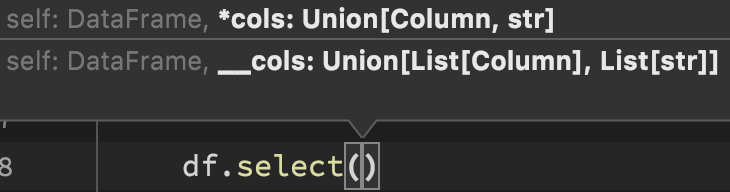 self: DataFrame, *cols: Union[Column, str]
self: DataFrame, __cols: Union[List[Column], List[str]]
8 df.select()